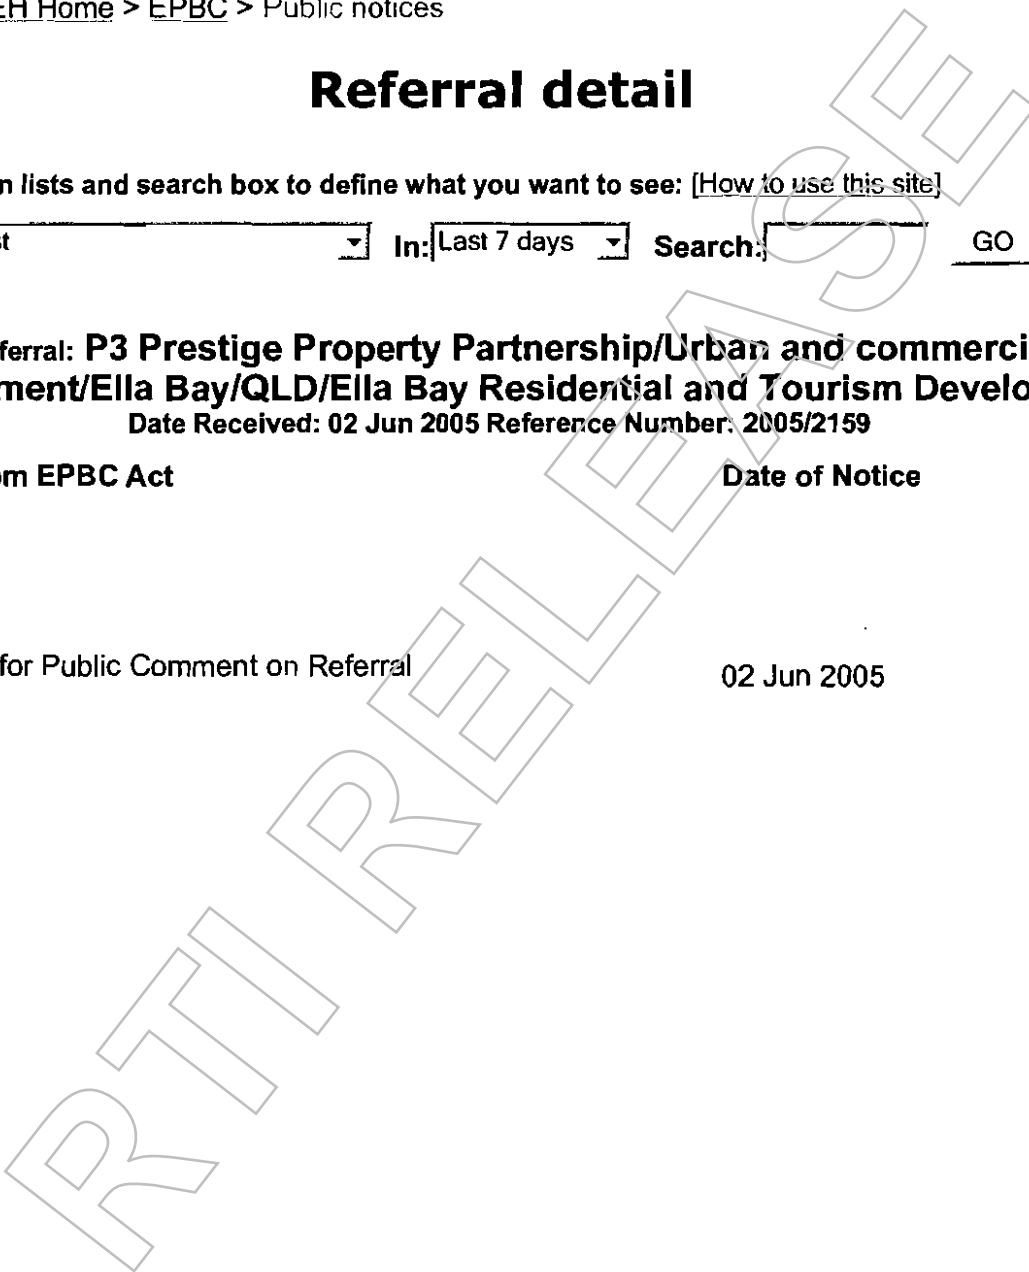 EH Home > EPBC > Public notices
Referral detail
n lists and search box to define what you want to see: [How to use this site]
st In: Last 7 days Search: GO
ferral: P3 Prestige Property Partnership/Urban and commerci
ment/Ella Bay/QLD/Ella Bay Residential and Tourism Develo
Date Received: 02 Jun 2005 Reference Number: 2005/2159
om EPBC Act Date of Notice
for Public Comment on Referral 02 Jun 2005
RTI RELEASE